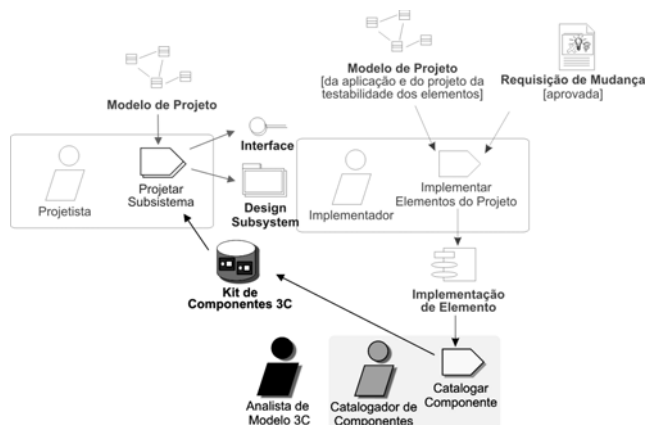 Modelo de Projeto
Projetista
Projetar
Subsistema
Interface
Design
Subsystem
Modelo de Projeto
[da aplicação e do projeto da
testabilidade dos elementos]
Requisição de Mudança
[aprovada]
Implementador
Implementar
Elementos do Projeto
Kit de
Componentes 3C
Implementação
de Elemento
Analista de
Modelo 3C
Catalogador de
Componentes
Catalogar
Componente